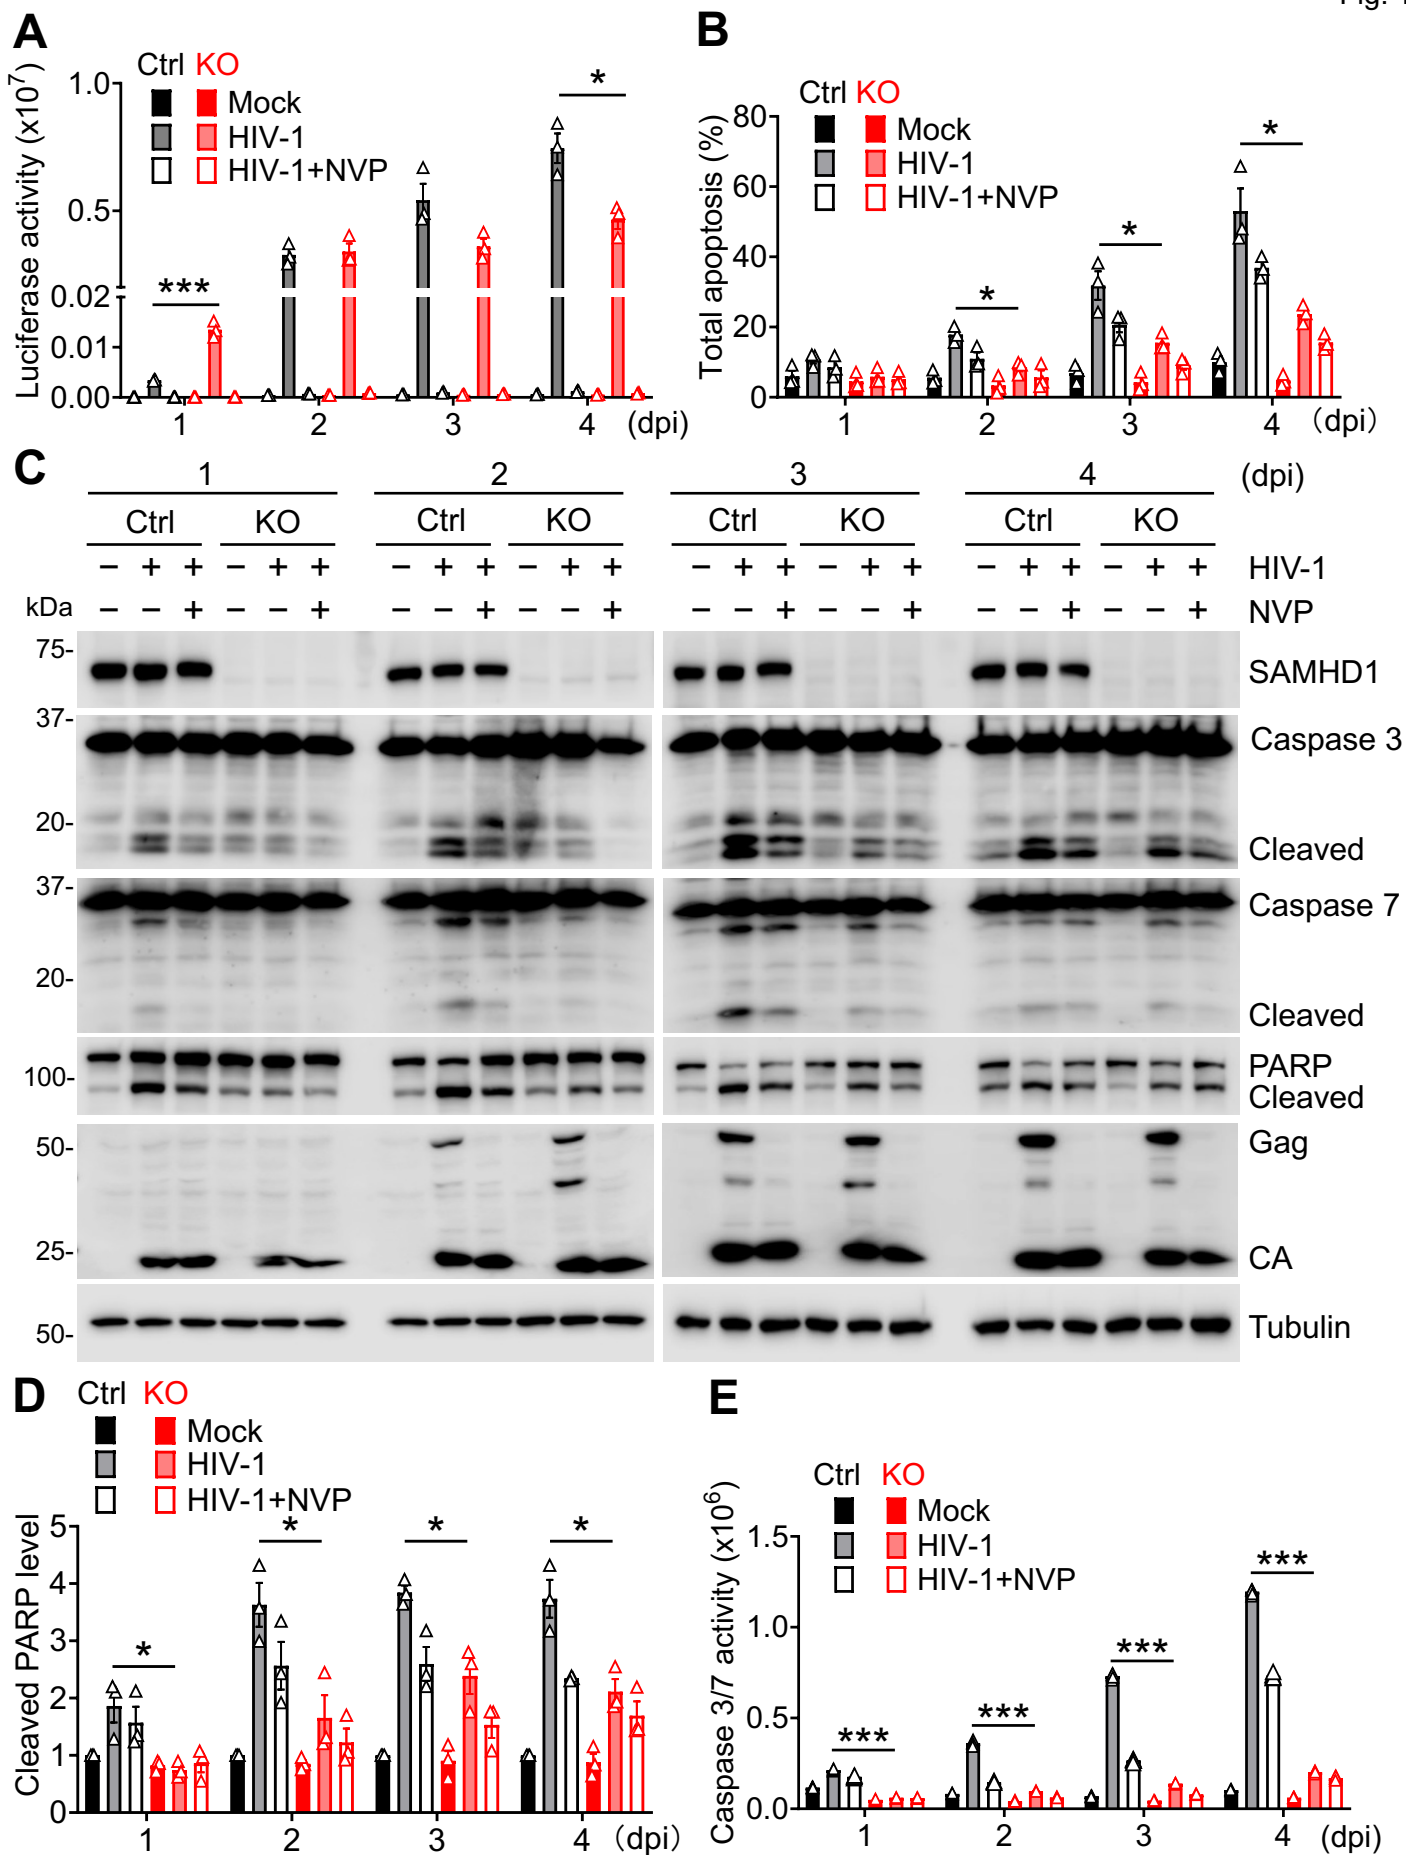 Fig.
A
Ctrl KO
Mock
HIV-1
HIV-1+NVP
***
*
Luciferase activity (x10⁷)
1.0
0.5
0.02
0.01
0.00
1 2 3 4 (dpi)
B
Ctrl KO
Mock
HIV-1
HIV-1+NVP
*
*
*
Total apoptosis (%)
80
60
40
20
0
1 2 3 4 (dpi)
C
1 2 3 4 (dpi)
Ctrl KO Ctrl KO Ctrl KO Ctrl KO
− + + − + + − + + − + + − + + − + + − + + − + + HIV-1
kDa − − + − − + − − + − − + − − + − − + − − + − − + NVP
75-
SAMHD1
37-
Caspase 3
20-
Cleaved
37-
Caspase 7
20-
Cleaved
PARP
100-
Cleaved
50-
Gag
25-
CA
50-
Tubulin
D
Ctrl KO
Mock
HIV-1
HIV-1+NVP
*
*
*
*
Cleaved PARP level
5
4
3
2
1
0
1 2 3 4 (dpi)
E
Ctrl KO
Mock
HIV-1
HIV-1+NVP
***
***
***
***
Caspase 3/7 activity (x10⁶)
1.5
1.0
0.5
0.0
1 2 3 4 (dpi)